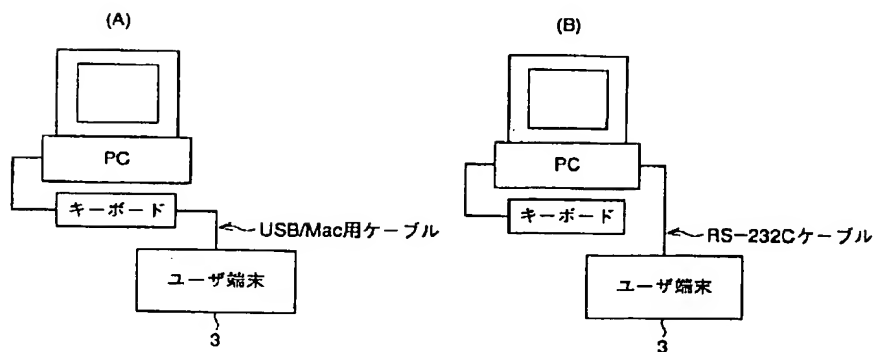 (A)
PC
キーボード
USB/Mac用ケーブル
ユーザ端末
3
(B)
PC
キーボード
RS-232Cケーブル
ユーザ端末
3